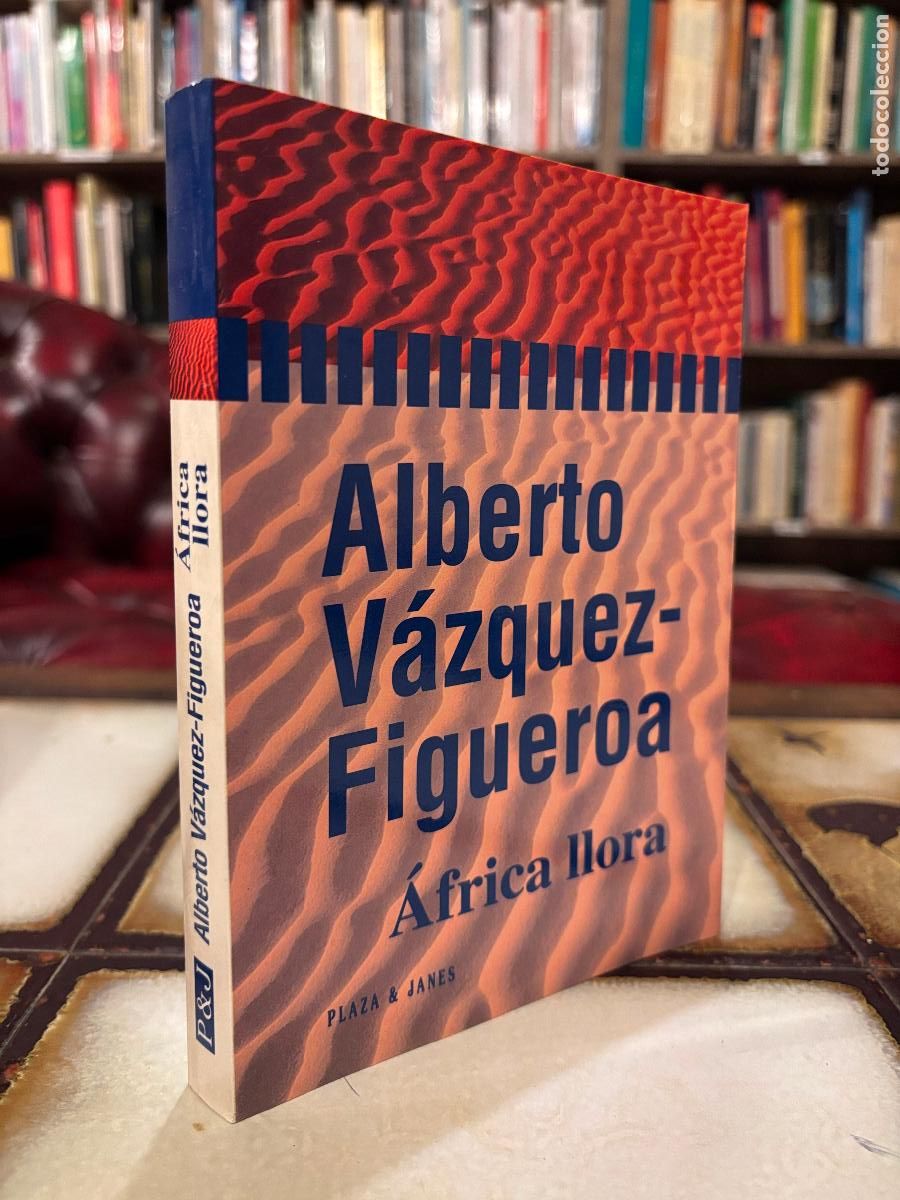 todocoleccion
Alberto
Vázquez-
Figueroa
África llora
PLAZA & JANES
P&J
Alberto Vázquez-Figueroa
África
llora